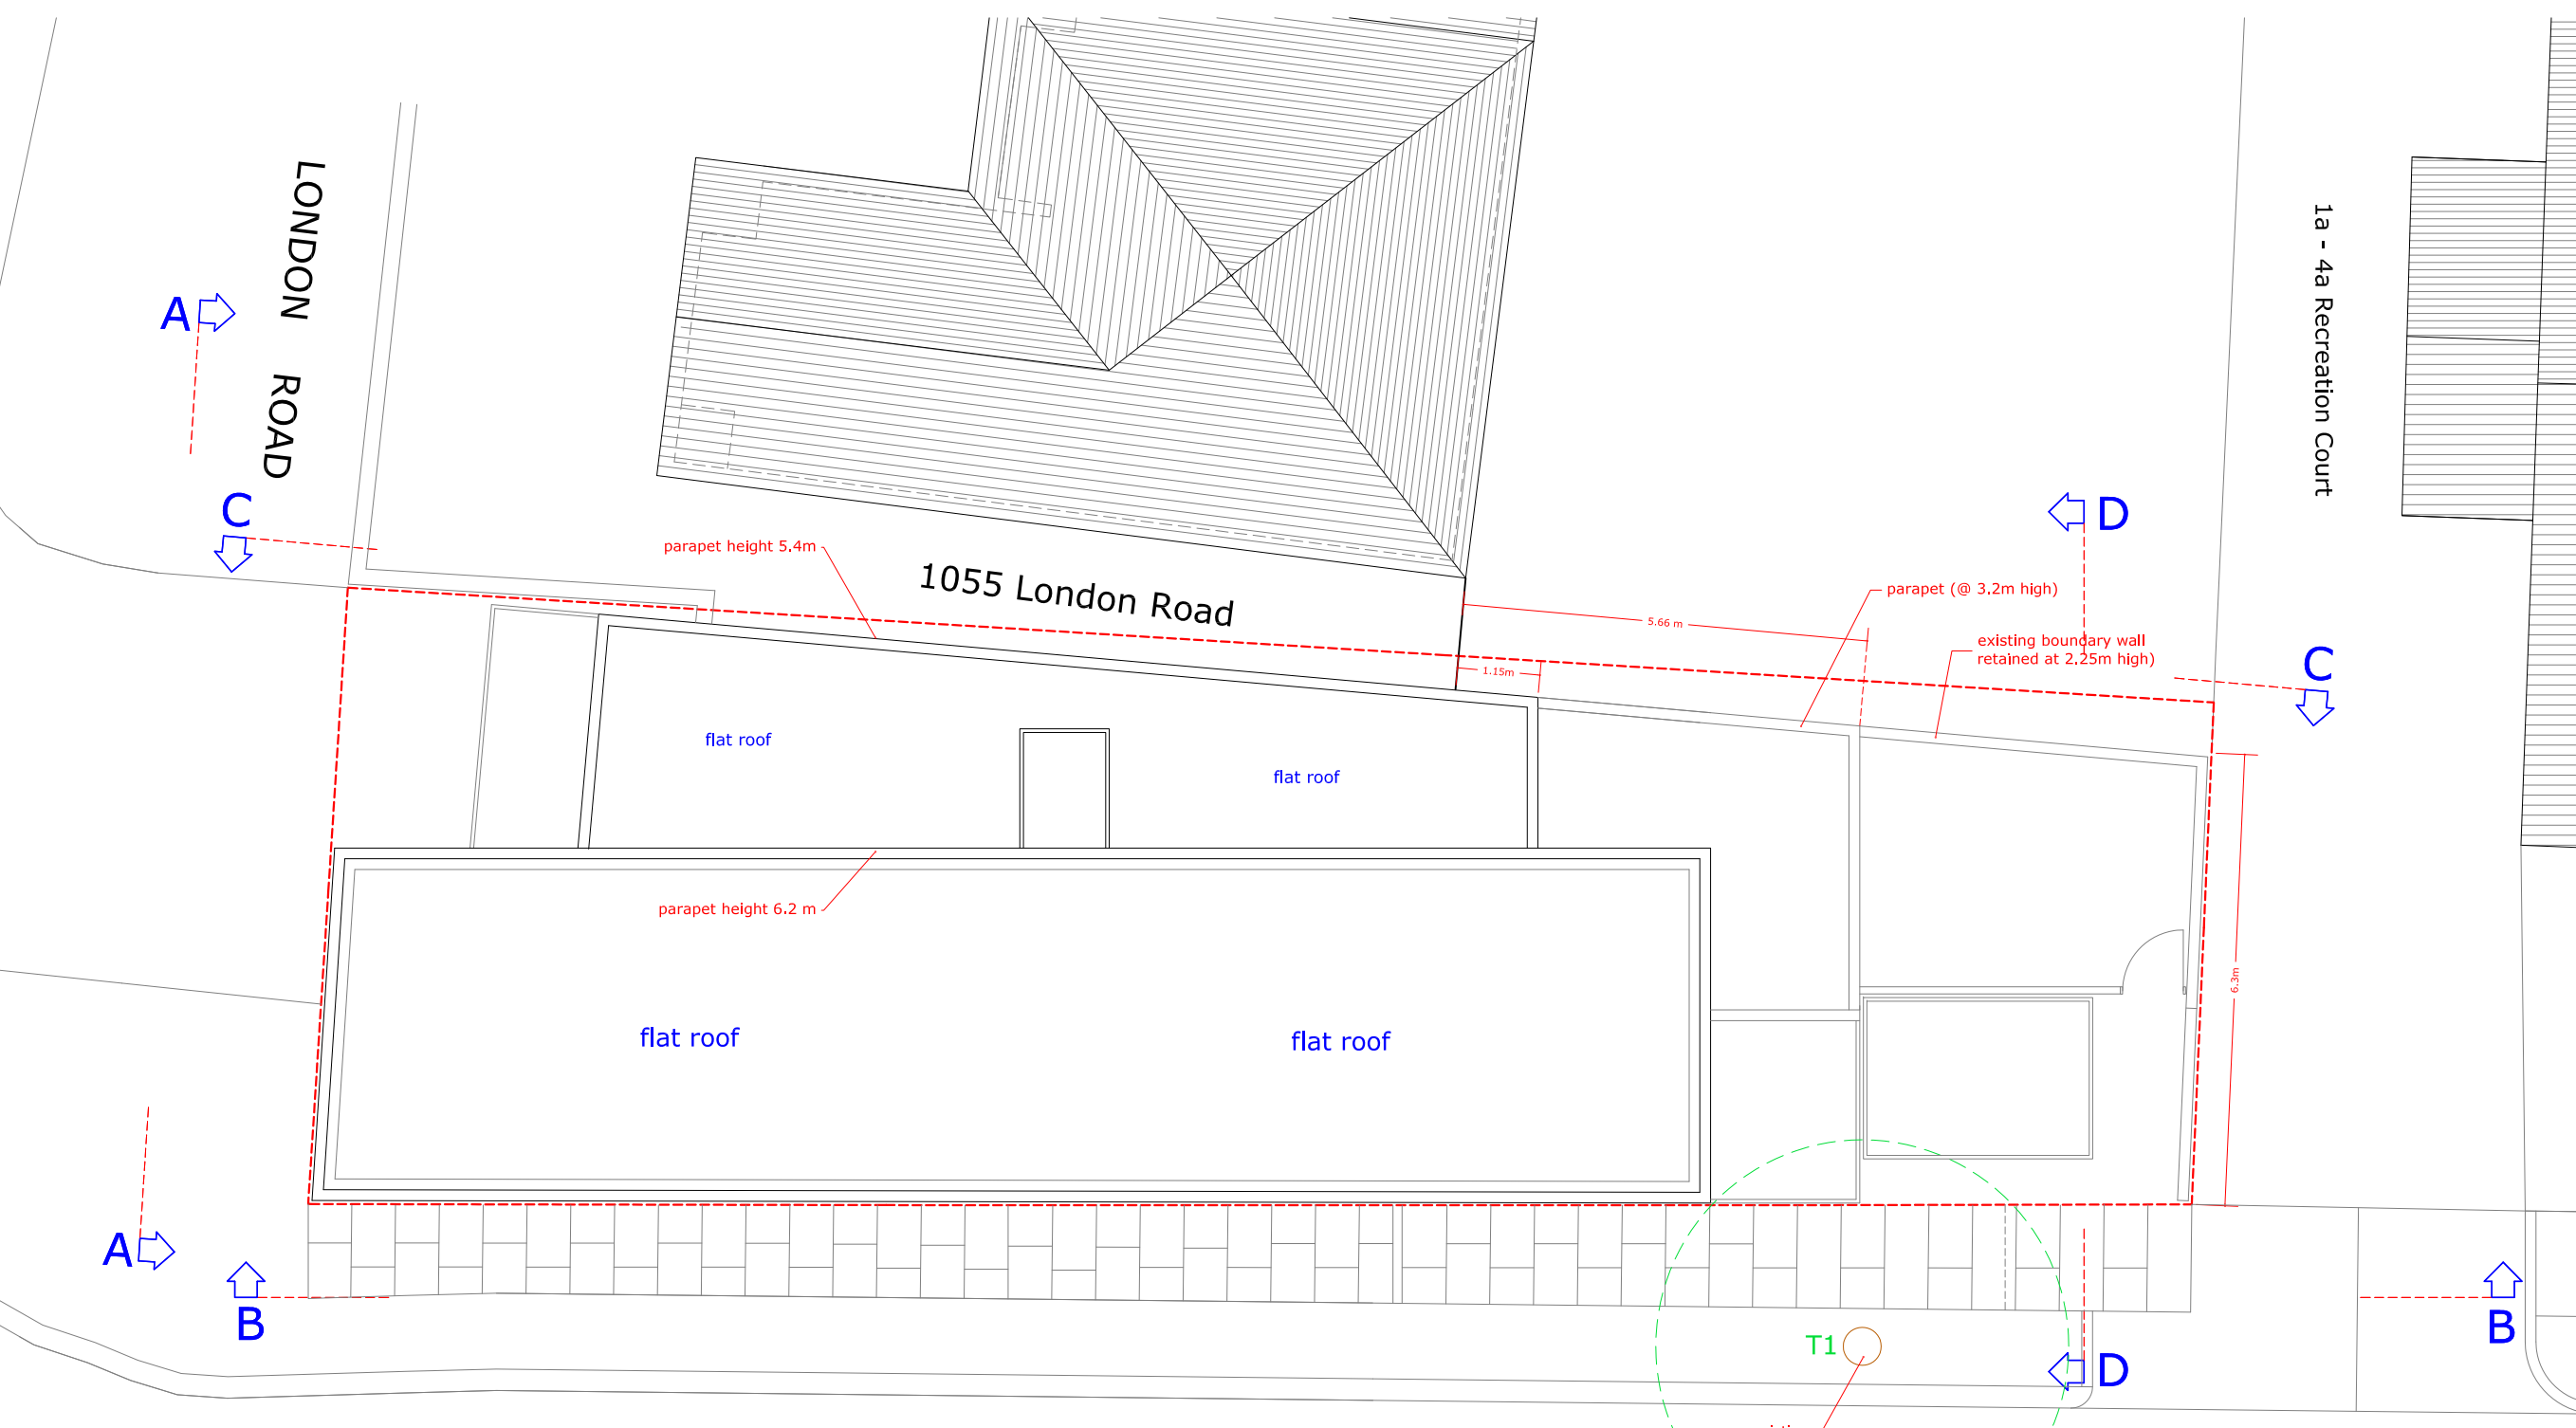 LONDON ROAD
1a - 4a Recreation Court
A
C
D
parapet height 5.4m
1055 London Road
parapet (@ 3.2m high)
5.66 m
existing boundary wall
retained at 2.25m high)
1.15m
C
flat roof
flat roof
parapet height 6.2 m
6.3m
flat roof
flat roof
A
B
B
T1
D